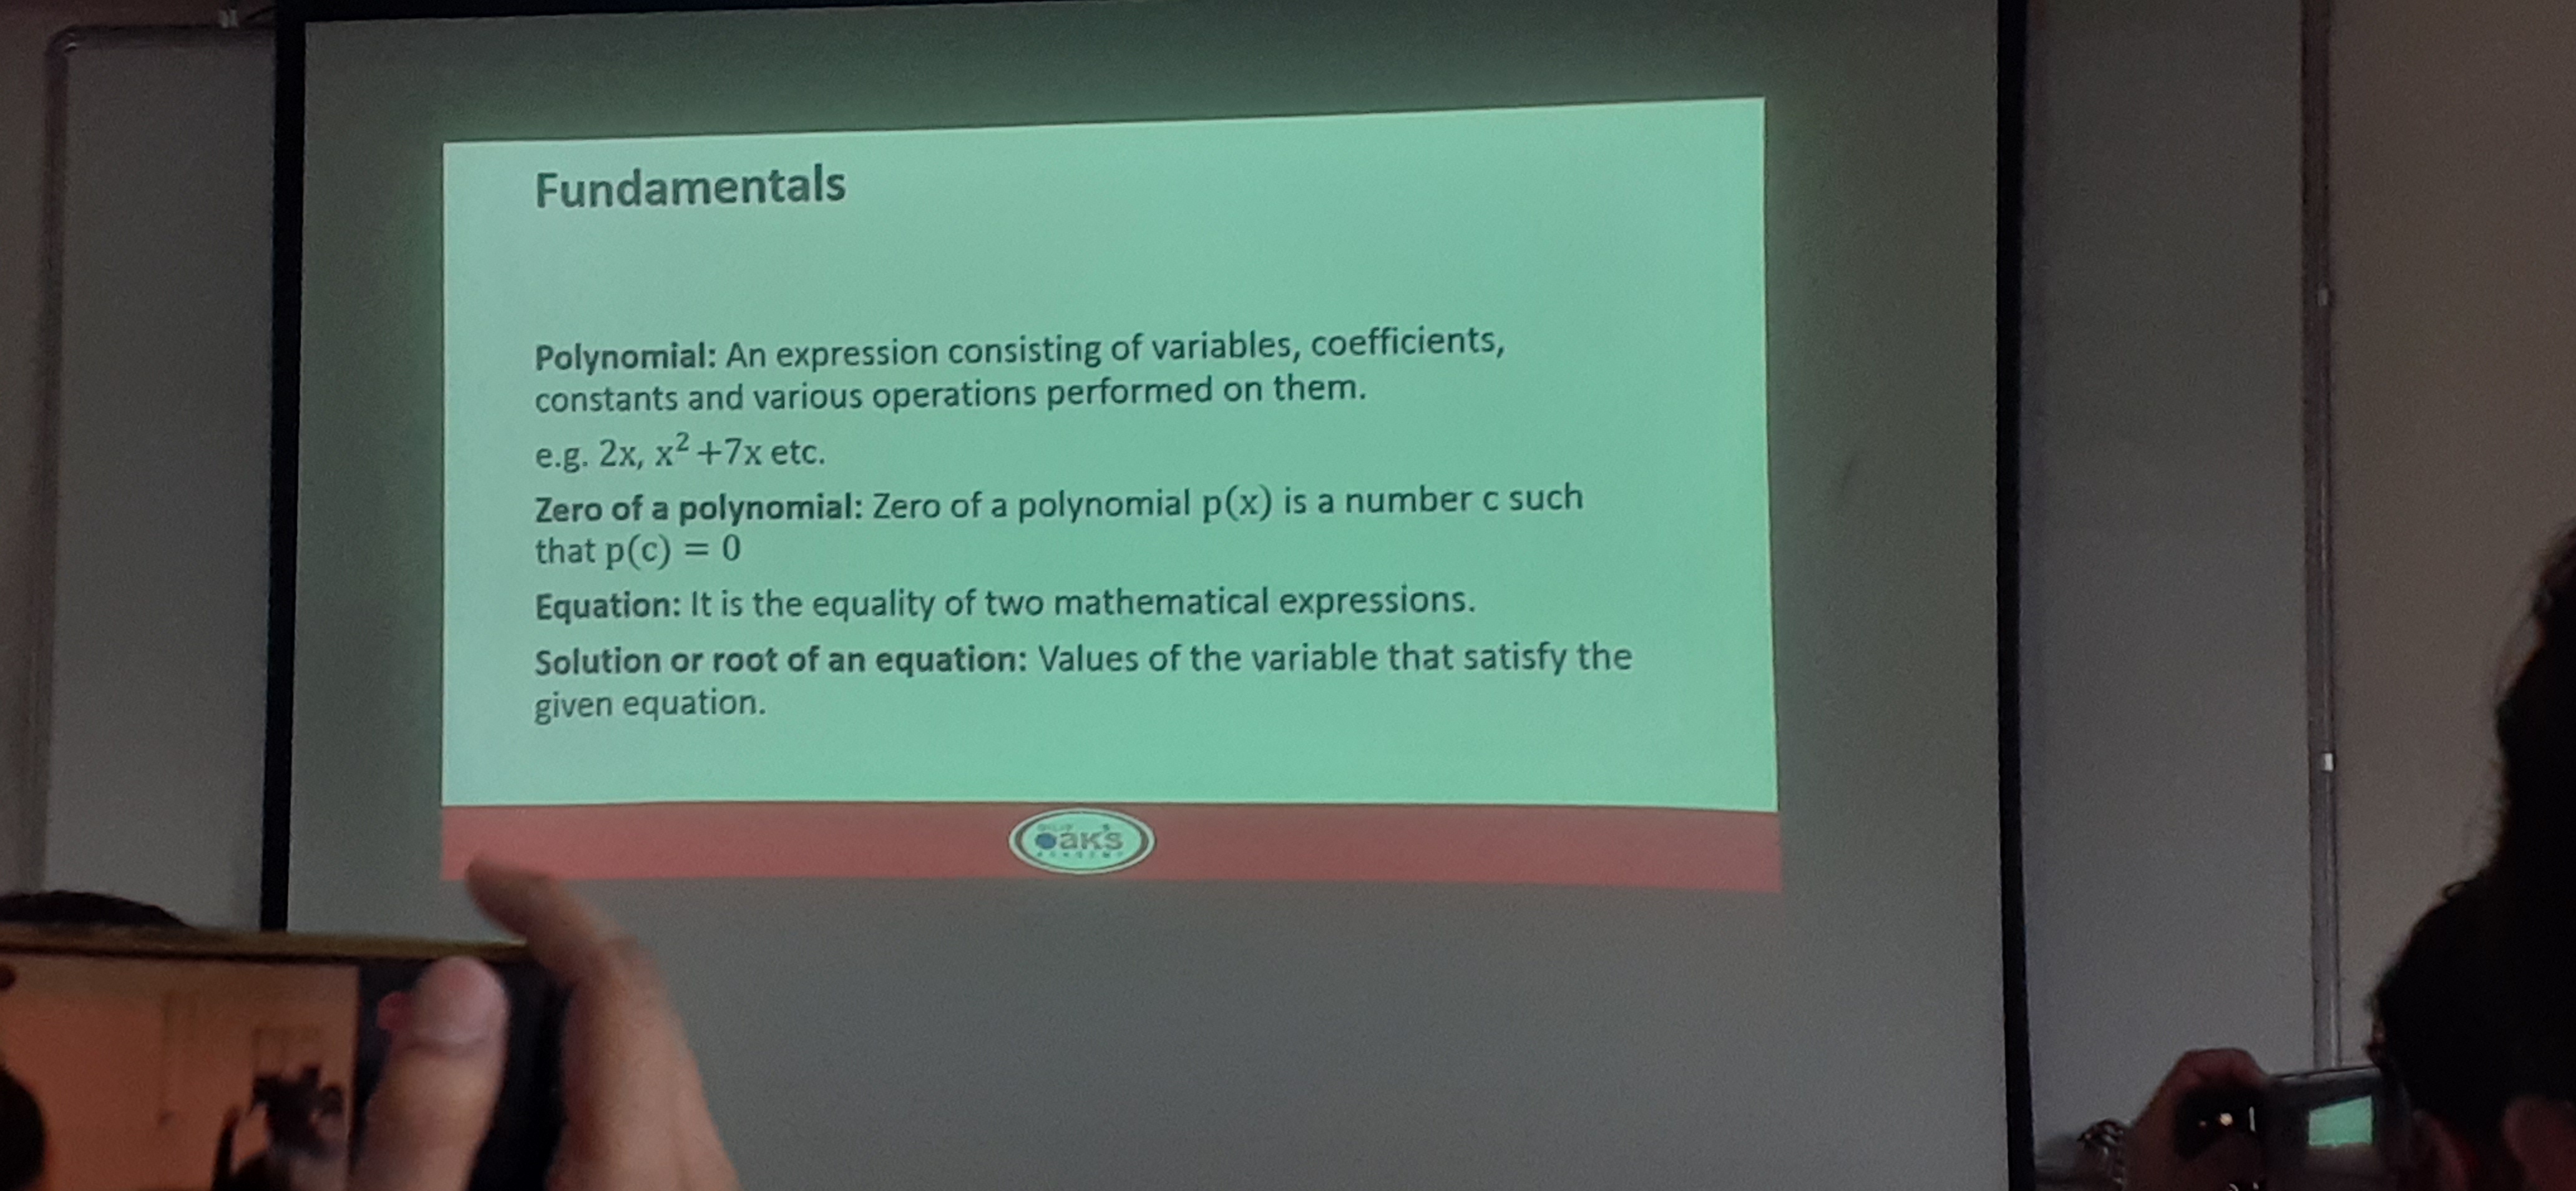 Fundamentals
Polynomial: An expression consisting of variables, coefficients,
constants and various operations performed on them.
e.g. 2x, x² +7x etc.
Zero of a polynomial: Zero of a polynomial p(x) is a number c such
that p(c) = 0
Equation: It is the equality of two mathematical expressions.
Solution or root of an equation: Values of the variable that satisfy the
given equation.
oak's